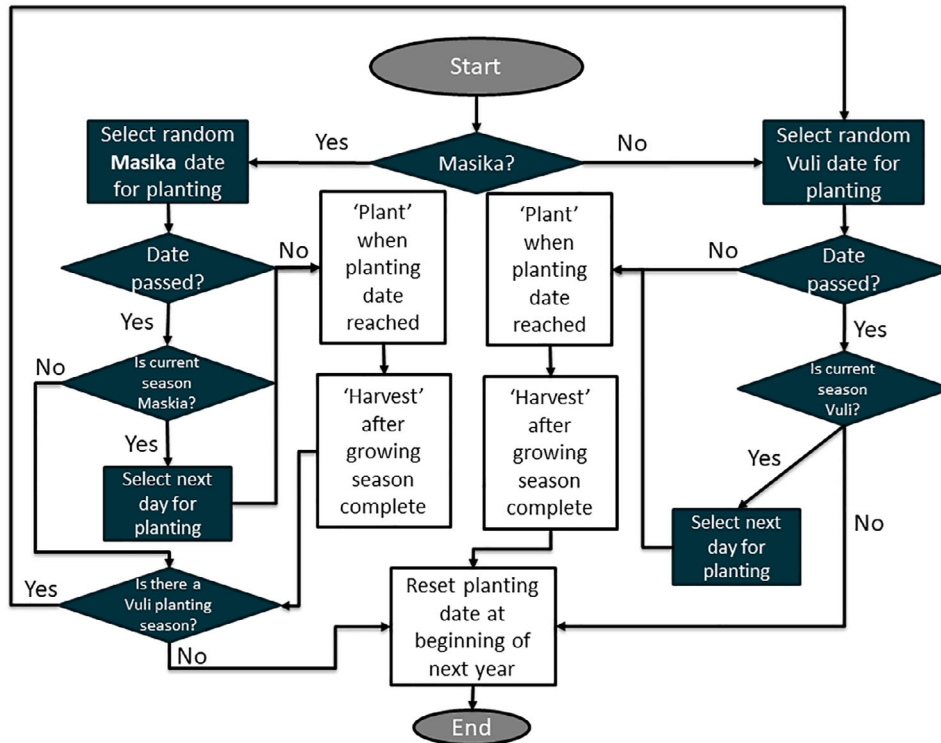 Start
Masika?
Yes
No
Select random
Masika date
for planting
Select random
Vuli date for
planting
Date
passed?
No
Yes
Is current
season
Maskia?
No
Yes
Select next
day for
planting
Is there a
Vuli planting
season?
Yes
No
‘Plant’
when
planting
date
reached
‘Harvest’
after
growing
season
complete
‘Plant’
when
planting
date
reached
‘Harvest’
after
growing
season
complete
Date
passed?
No
Yes
Is current
season
Vuli?
Yes
No
Select next
day for
planting
Reset planting
date at
beginning of
next year
End